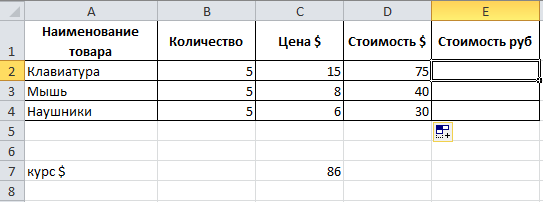 A B C D E
1 Наименование товара Количество Цена $ Стоимость $ Стоимость руб
2 Клавиатура 5 15 75
3 Мышь 5 8 40
4 Наушники 5 6 30
5
6
7 курс $ 86
8